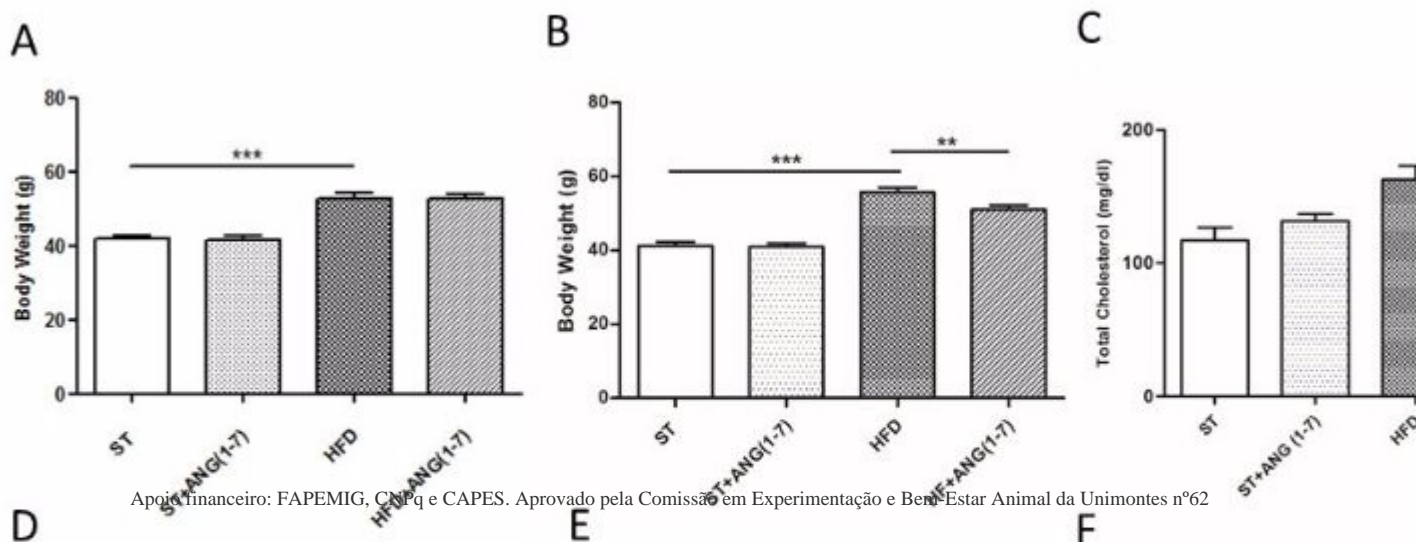 A
B
C
80
60
40
20
0
Body Weight (g)
***
ST
ST+ANG(1-7)
HFD
HFD+ANG(1-7)
80
60
40
20
0
Body Weight (g)
***
**
ST
ST+ANG(1-7)
HFD
HF+ANG(1-7)
200
100
0
Total Cholesterol (mg/dl)
ST
ST+ANG (1-7)
HFD
Apoio financeiro: FAPEMIG, CNPq e CAPES. Aprovado pela Comissão em Experimentação e Bem-Estar Animal da Unimontes nº62
D
E
F